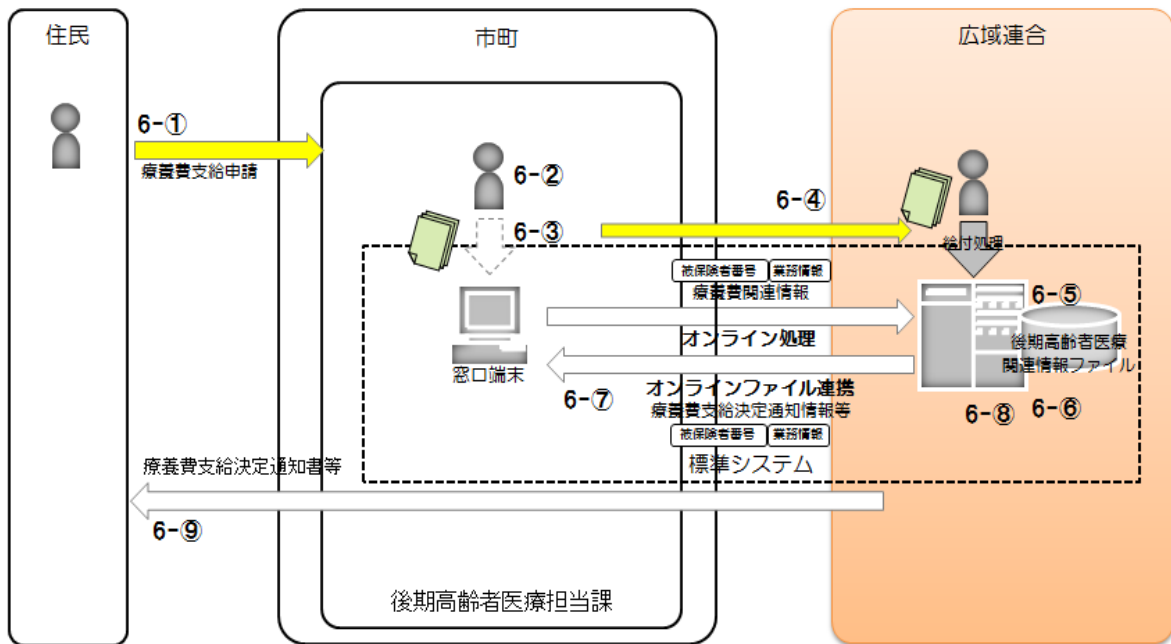 住民
市町
広域連合
6-①
療養費支給申請
6-②
6-③
6-④
給付処理
被保険者番号 業務情報
療養費関連情報
6-⑤
オンライン処理
後期高齢者医療
関連情報ファイル
窓口端末
6-⑦
オンラインファイル連携
療養費支給決定通知情報等
6-⑧
6-⑥
被保険者番号 業務情報
標準システム
療養費支給決定通知書等
6-⑨
後期高齢者医療担当課